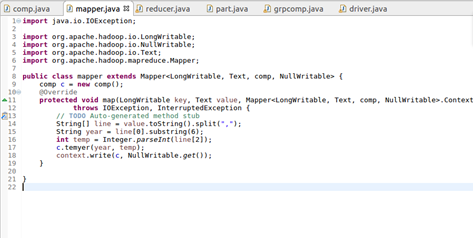 comp.java mapper.java reducer.java part.java grpcomp.java driver.java
1 import java.io.IOException;
2
3 import org.apache.hadoop.io.LongWritable;
4 import org.apache.hadoop.io.NullWritable;
5 import org.apache.hadoop.io.Text;
6 import org.apache.hadoop.mapreduce.Mapper;
7
8 public class mapper extends Mapper<LongWritable, Text, comp, NullWritable> {
9 comp c = new comp();
10 @Override
11 protected void map(LongWritable key, Text value, Mapper<LongWritable, Text, comp, NullWritable>.Context
12 throws IOException, InterruptedException {
13 // TODO Auto-generated method stub
14 String[] line = value.toString().split(",");
15 String year = line[0].substring(6);
16 int temp = Integer.parseInt(line[2]);
17 c.temyer(year, temp);
18 context.write(c, NullWritable.get());
19 }
20
21 }
22